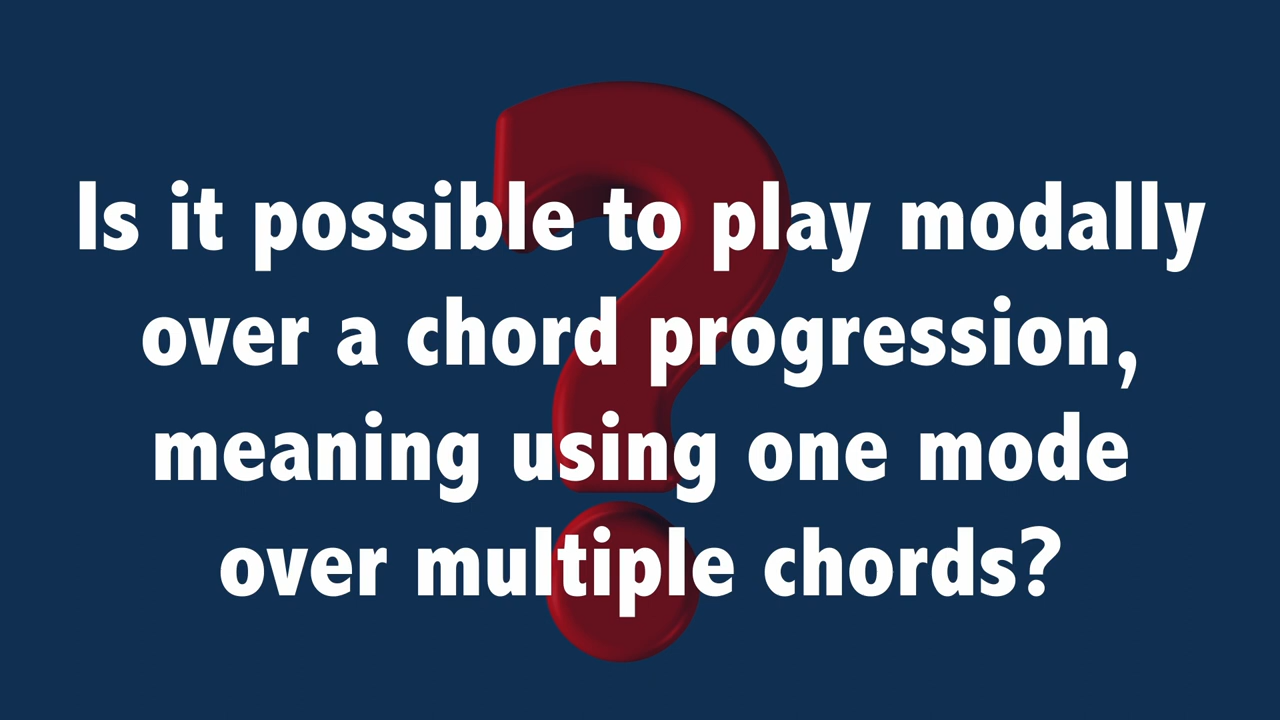 Is it possible to play modally
over a chord progression,
meaning using one mode
over multiple chords?